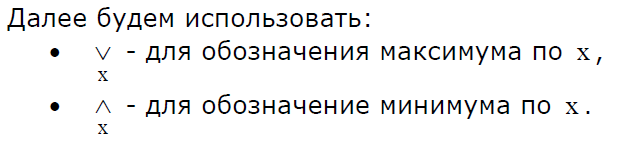 Далее будем использовать:
• ∨ - для обозначения максимума по x,
x
• ∧ - для обозначение минимума по x.
x